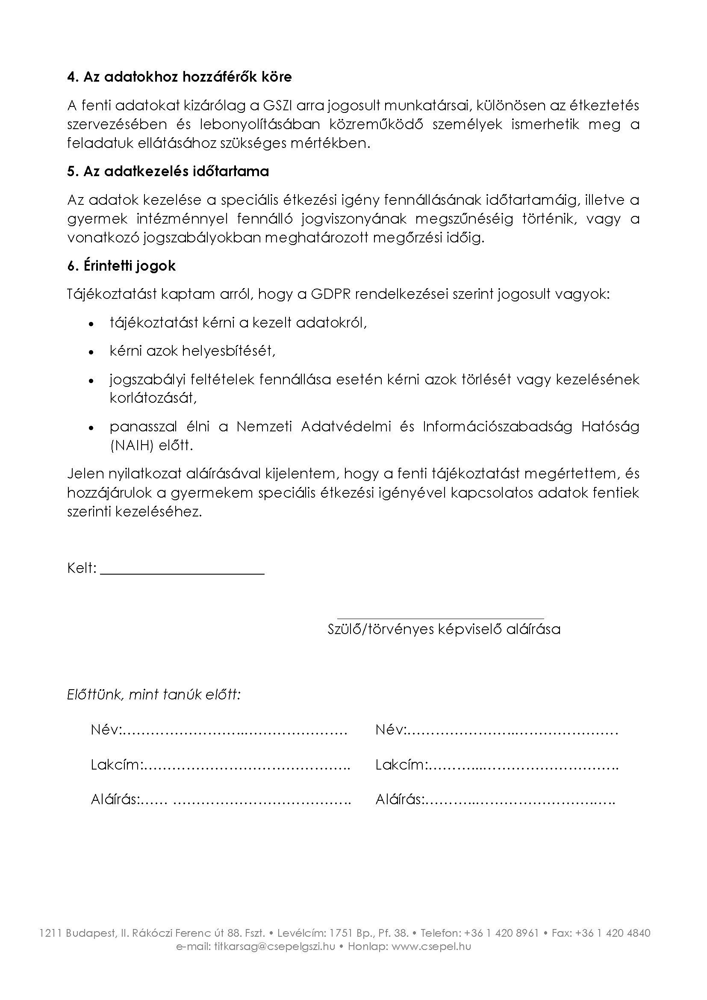 4. Az adatokhoz hozzáférők köre
A fenti adatokat kizárólag a GSZI arra jogosult munkatársai, különösen az étkeztetés
szervezésében és lebonyolításában közreműködő személyek ismerhetik meg a
feladatuk ellátásához szükséges mértékben.
5. Az adatkezelés időtartama
Az adatok kezelése a speciális étkezési igény fennállásának időtartamáig, illetve a
gyermek intézménnyel fennálló jogviszonyának megszűnéséig történik, vagy a
vonatkozó jogszabályokban meghatározott megőrzési időig.
6. Érintetti jogok
Tájékoztatást kaptam arról, hogy a GDPR rendelkezései szerint jogosult vagyok:
• tájékoztatást kérni a kezelt adatokról,
• kérni azok helyesbítését,
• jogszabályi feltételek fennállása esetén kérni azok törlését vagy kezelésének
korlátozását,
• panasszal élni a Nemzeti Adatvédelmi és Információszabadság Hatóság
(NAIH) előtt.
Jelen nyilatkozat aláírásával kijelentem, hogy a fenti tájékoztatást megértettem, és
hozzájárulok a gyermekem speciális étkezési igényével kapcsolatos adatok fentiek
szerinti kezeléséhez.
Kelt: ______________________
Szülő/törvényes képviselő aláírása
Előttünk, mint tanúk előtt:
Név:……………………..………………… Név:…………………..…………………
Lakcím:…………………………………….. Lakcím:………...……………………….
Aláírás:…… ……………………………….. Aláírás:………..…………………….….
1211 Budapest, II. Rákóczi Ferenc út 88. Fszt. • Levélcím: 1751 Bp., Pf. 38. • Telefon: +36 1 420 8961 • Fax: +36 1 420 4840
e-mail: titkarsag@csepelgszi.hu • Honlap: www.csepel.hu